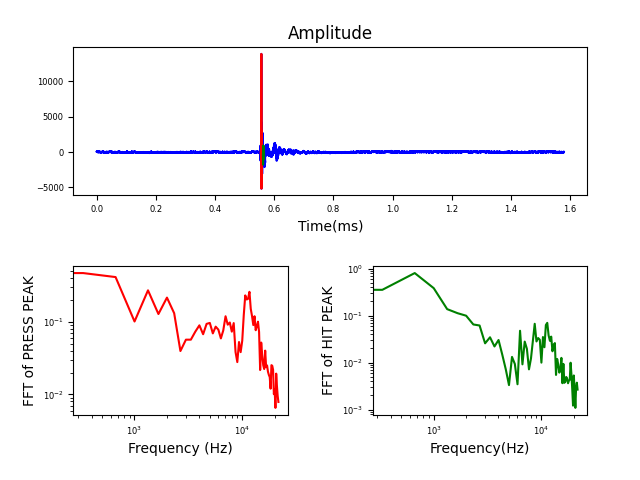 Amplitude
10000
5000
0
−5000
0.0 0.2 0.4 0.6 0.8 1.0 1.2 1.4 1.6
Time(ms)
FFT of PRESS PEAK
10⁻¹
10⁻²
10³ 10⁴
Frequency (Hz)
FFT of HIT PEAK
10⁰
10⁻¹
10⁻²
10⁻³
10³ 10⁴
Frequency(Hz)